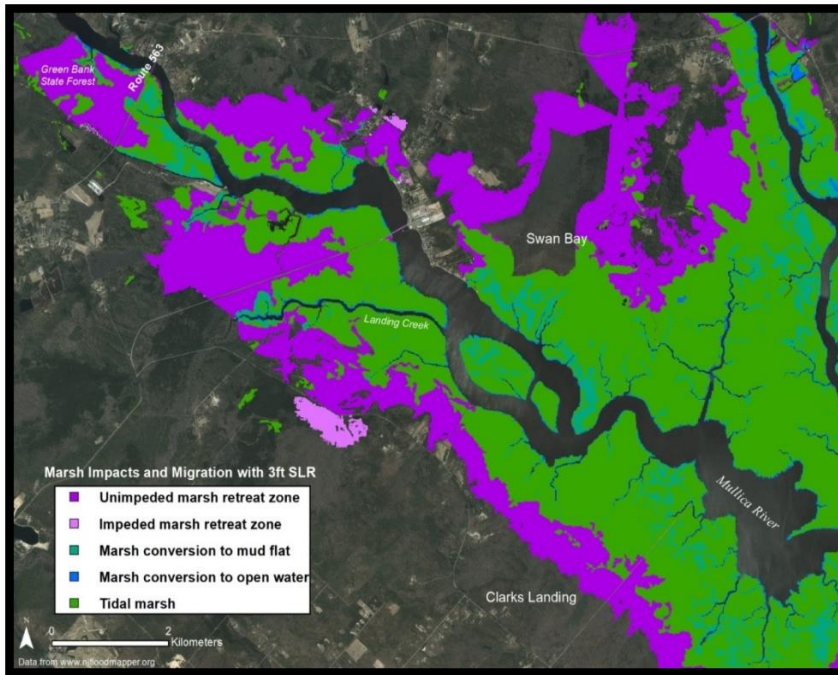 Green Bank
State Forest
Route 563
Swan Bay
Landing Creek
Mullica River
Clarks Landing
Marsh Impacts and Migration with 3ft SLR
Unimpeded marsh retreat zone
Impeded marsh retreat zone
Marsh conversion to mud flat
Marsh conversion to open water
Tidal marsh
N
0 2
Kilometers
Data from www.njfloodmapper.org